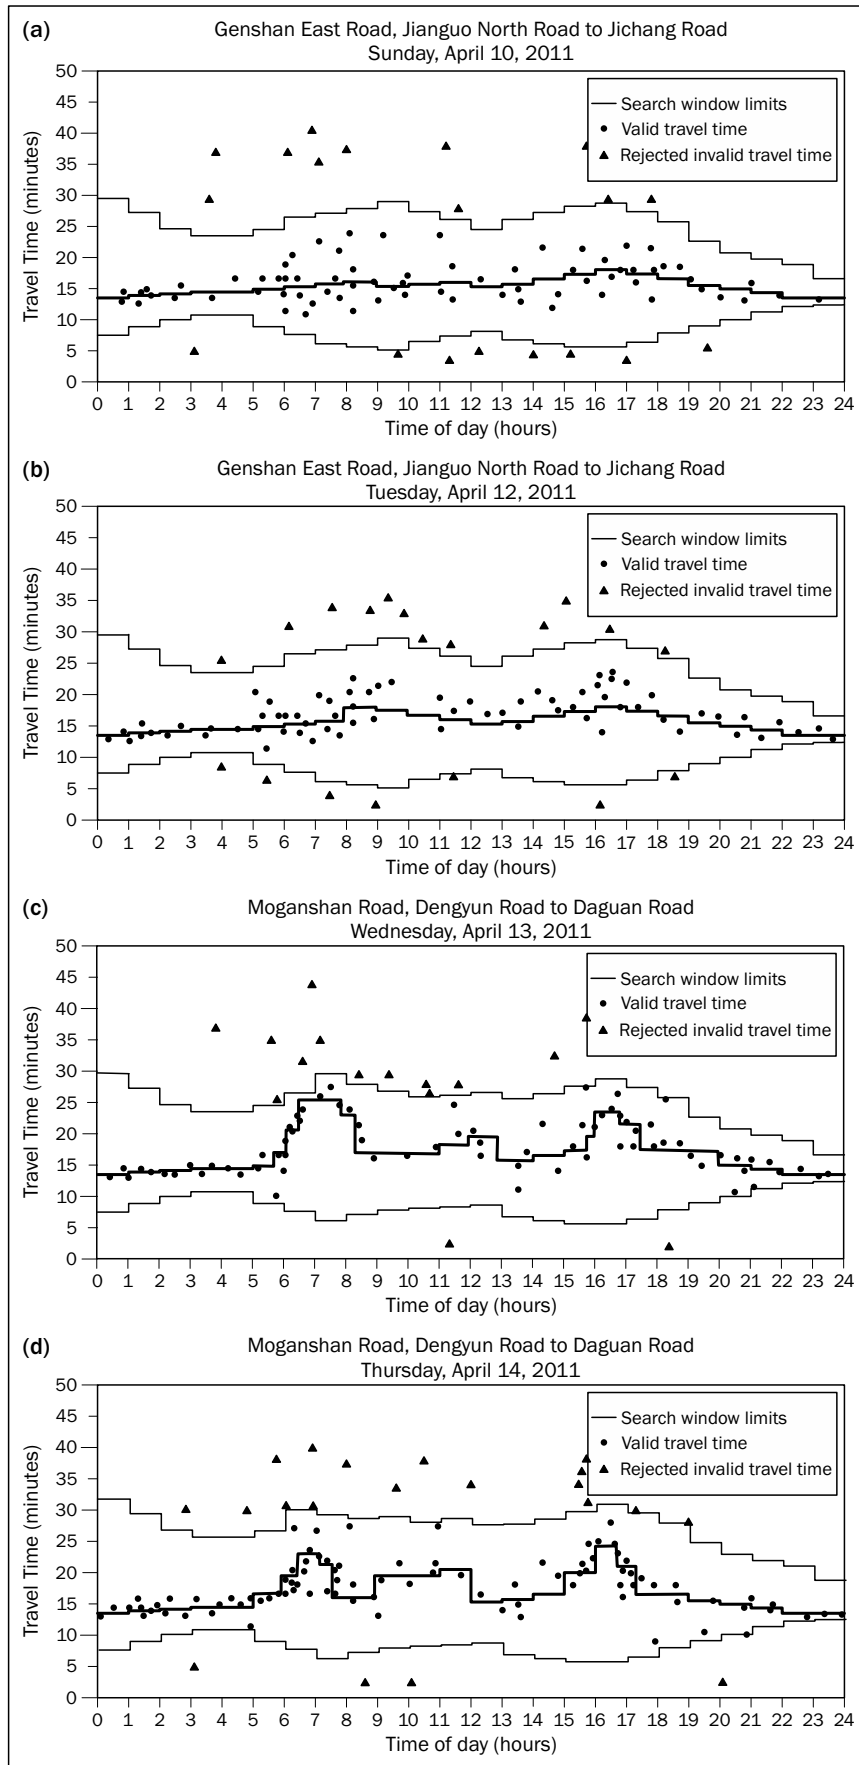 (a)
Genshan East Road, Jianguo North Road to Jichang Road
Sunday, April 10, 2011
Travel Time (minutes)
50
45
40
35
30
25
20
15
10
5
0
Search window limits
Valid travel time
Rejected invalid travel time
0 1 2 3 4 5 6 7 8 9 10 11 12 13 14 15 16 17 18 19 20 21 22 23 24
Time of day (hours)
(b)
Genshan East Road, Jianguo North Road to Jichang Road
Tuesday, April 12, 2011
Travel Time (minutes)
50
45
40
35
30
25
20
15
10
5
0
Search window limits
Valid travel time
Rejected invalid travel time
0 1 2 3 4 5 6 7 8 9 10 11 12 13 14 15 16 17 18 19 20 21 22 23 24
Time of day (hours)
(c)
Moganshan Road, Dengyun Road to Daguan Road
Wednesday, April 13, 2011
Travel Time (minutes)
50
45
40
35
30
25
20
15
10
5
0
Search window limits
Valid travel time
Rejected invalid travel time
0 1 2 3 4 5 6 7 8 9 10 11 12 13 14 15 16 17 18 19 20 21 22 23 24
Time of day (hours)
(d)
Moganshan Road, Dengyun Road to Daguan Road
Thursday, April 14, 2011
Travel Time (minutes)
50
45
40
35
30
25
20
15
10
5
0
Search window limits
Valid travel time
Rejected invalid travel time
0 1 2 3 4 5 6 7 8 9 10 11 12 13 14 15 16 17 18 19 20 21 22 23 24
Time of day (hours)